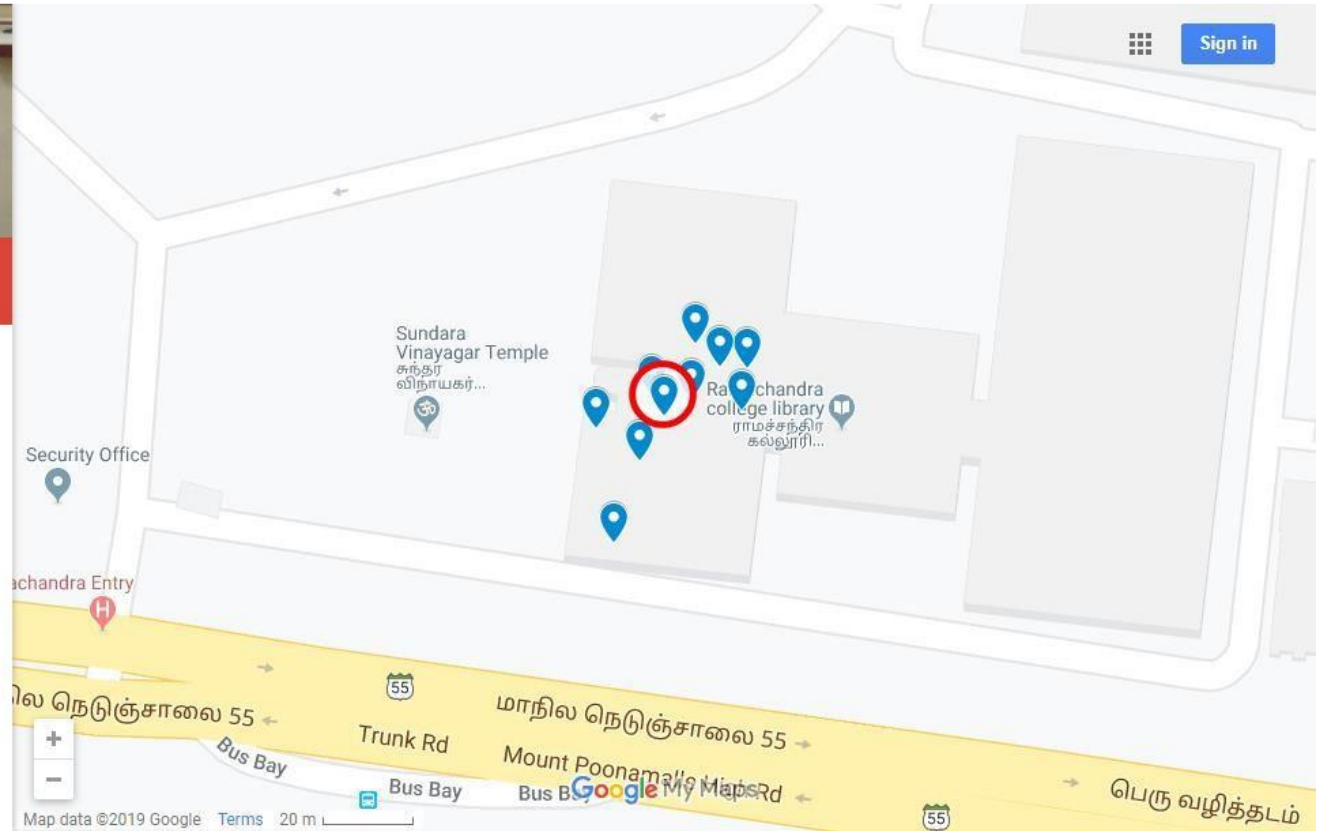 Sign in
Sundara
Vinayagar Temple
சுந்தர
விநாயகர்...
chandra
college library
ராமச்சந்திர
கல்லூரி...
Security Office
achandra Entry
H
55
நெடுஞ்சாலை 55
மாநில நெடுஞ்சாலை 55
Trunk Rd
Mount Poonamalle
Rd
Bus Bay
Bus Bay
Bus
Google My Maps
55
பெரு வழித்தடம்
+
−
Map data ©2019 Google Terms 20 m